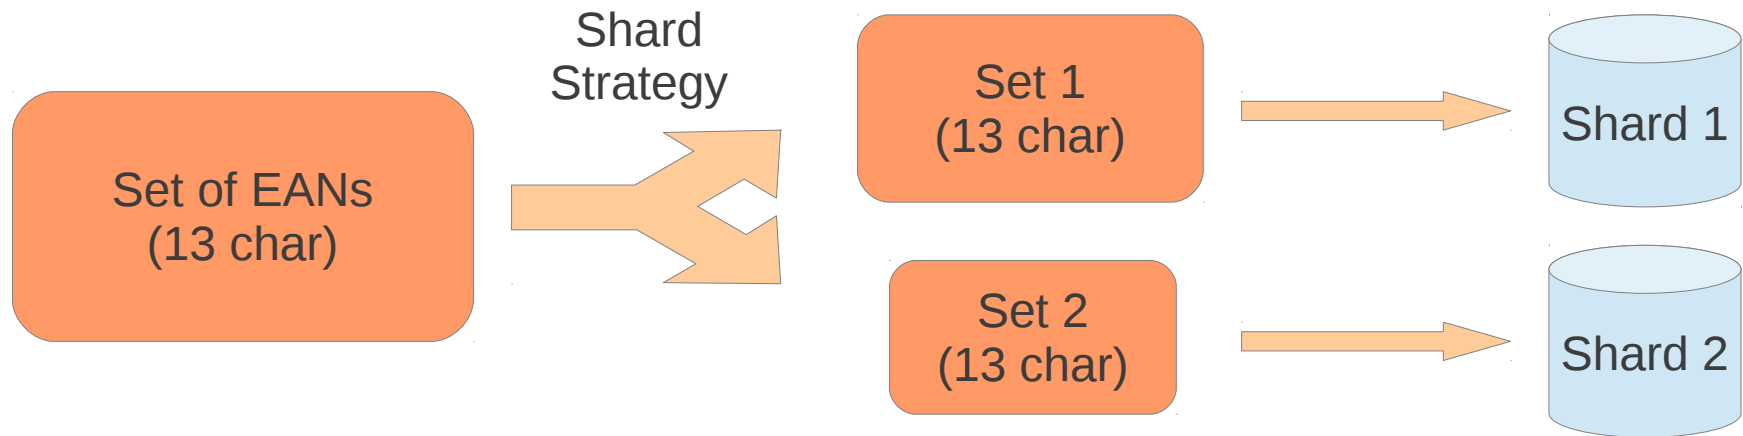 Shard
Strategy
Set of EANs
(13 char)
Set 1
(13 char)
Shard 1
Set 2
(13 char)
Shard 2